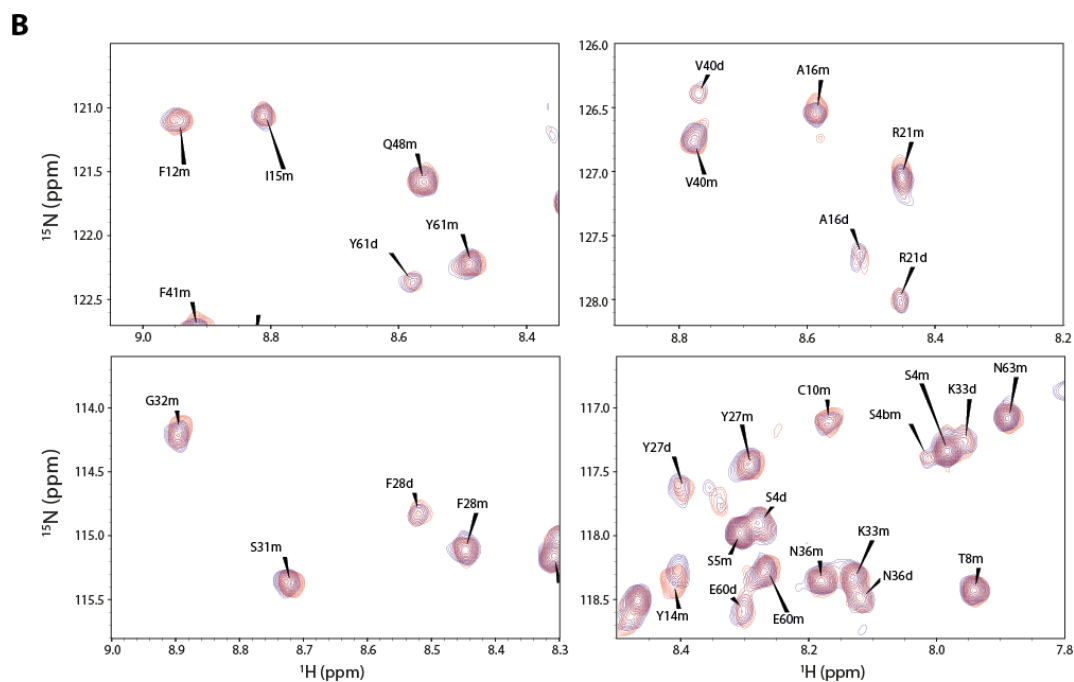 B
126.0
121.0
V40d
A16m
126.5
F12m
I15m
Q48m
R21m
121.5
127.0
V40m
¹⁵N (ppm)
A16d
Y61m
122.0
Y61d
127.5
R21d
F41m
122.5
128.0
9.0
8.8
8.6
8.4
8.8
8.6
8.4
8.2
G32m
114.0
S4m
N63m
C10m
K33d
117.0
Y27m
S4bm
114.5
Y27d
117.5
F28d
F28m
¹⁵N (ppm)
S4d
115.0
118.0
S31m
S5m
N36m
K33m
T8m
115.5
E60d
N36d
118.5
Y14m
E60m
9.0
8.9
8.8
8.7
8.6
8.5
8.4
8.3
8.4
8.2
8.0
7.8
¹H (ppm)
¹H (ppm)